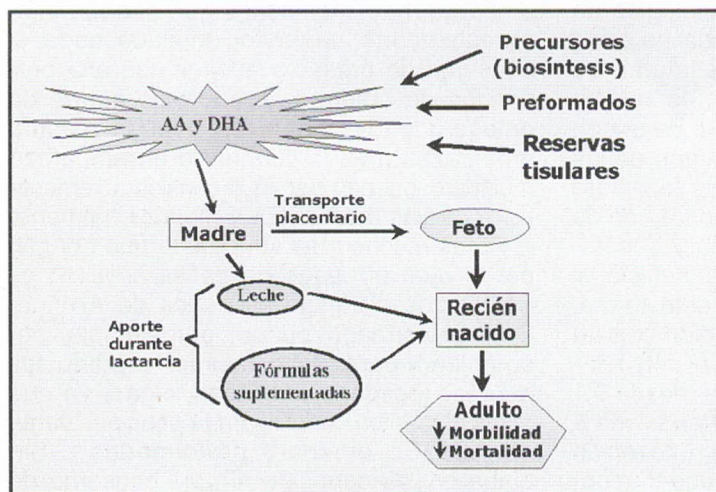 Precursores
(biosíntesis)
Preformados
Reservas
tisulares
AA y DHA
Transporte
placentario
Madre
Feto
Leche
Recién
nacido
Aporte
durante
lactancia
Fórmulas
suplementadas
Adulto
Morbilidad
Mortalidad